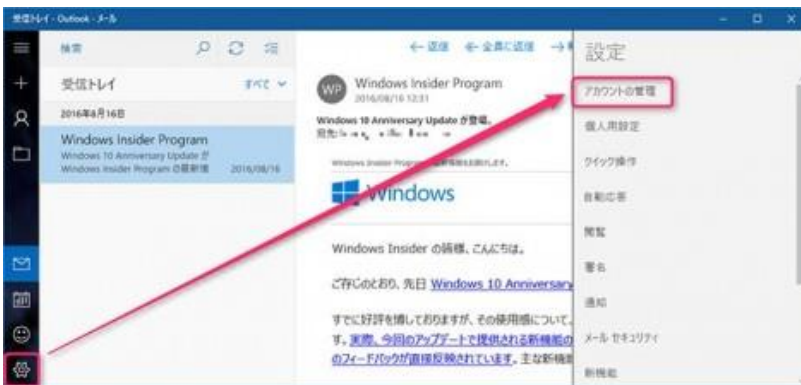 受信トレイ - Outlook - メール
検索
受信トレイ
すべて
2016年8月16日
Windows Insider Program
Windows 10 Anniversary Update が
Windows Insider Program の最新情
2016/08/16
← 返信
← 全員に返信
WP
Windows Insider Program
2016/08/16 12:31
Windows 10 Anniversary Update が登場。
宛先:
Windows
Windows Insider の皆様、こんにちは。
ご存じのとおり、先日 Windows 10 Anniversary
すでに好評を博しておりますが、その使用感について、
す。実際、今回のアップデートで提供される新機能の
のフィードバックが直接反映されています。主な新機能
設定
アカウントの管理
個人用設定
クイック操作
自動応答
閲覧
署名
通知
メール セキュリティ
新機能